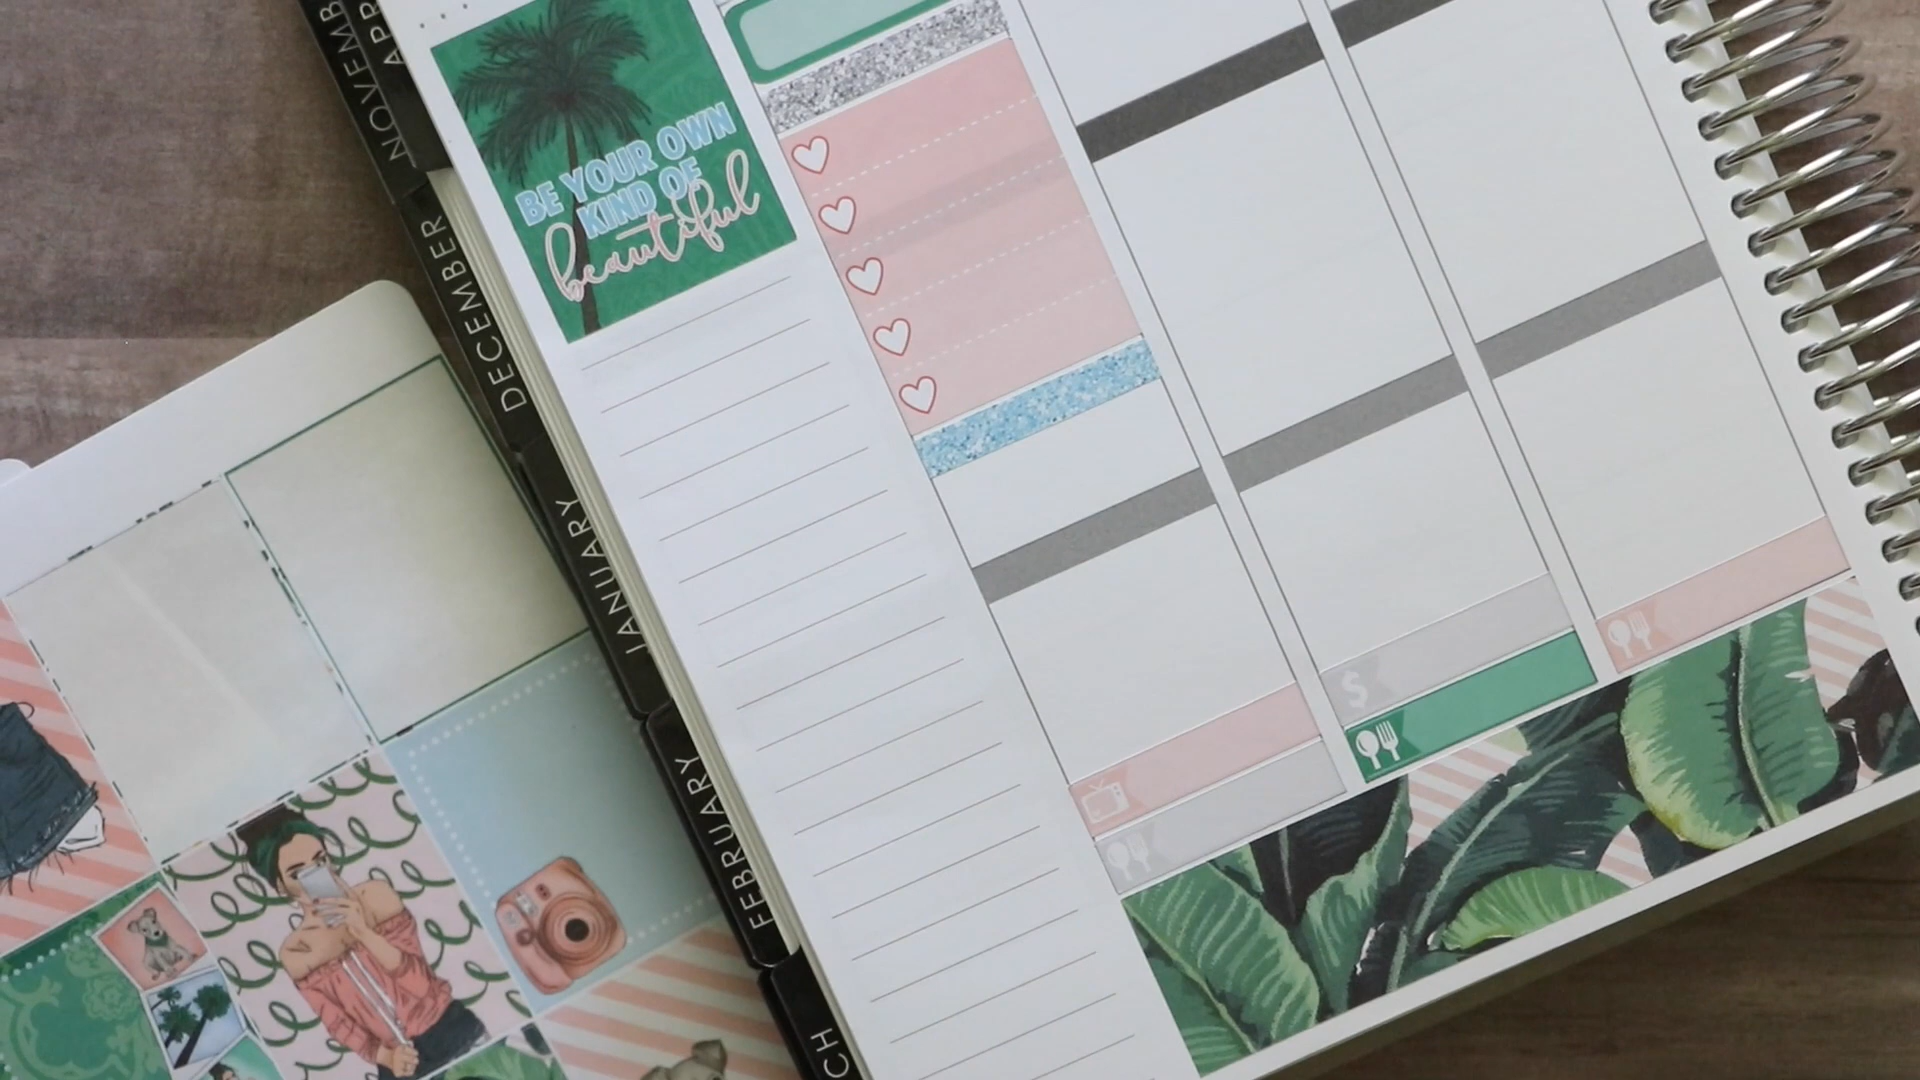 NOVEMB
APR
DECEMBER
JANUARY
FEBRUARY
CH
BE YOUR OWN
KIND OF
beautiful
$